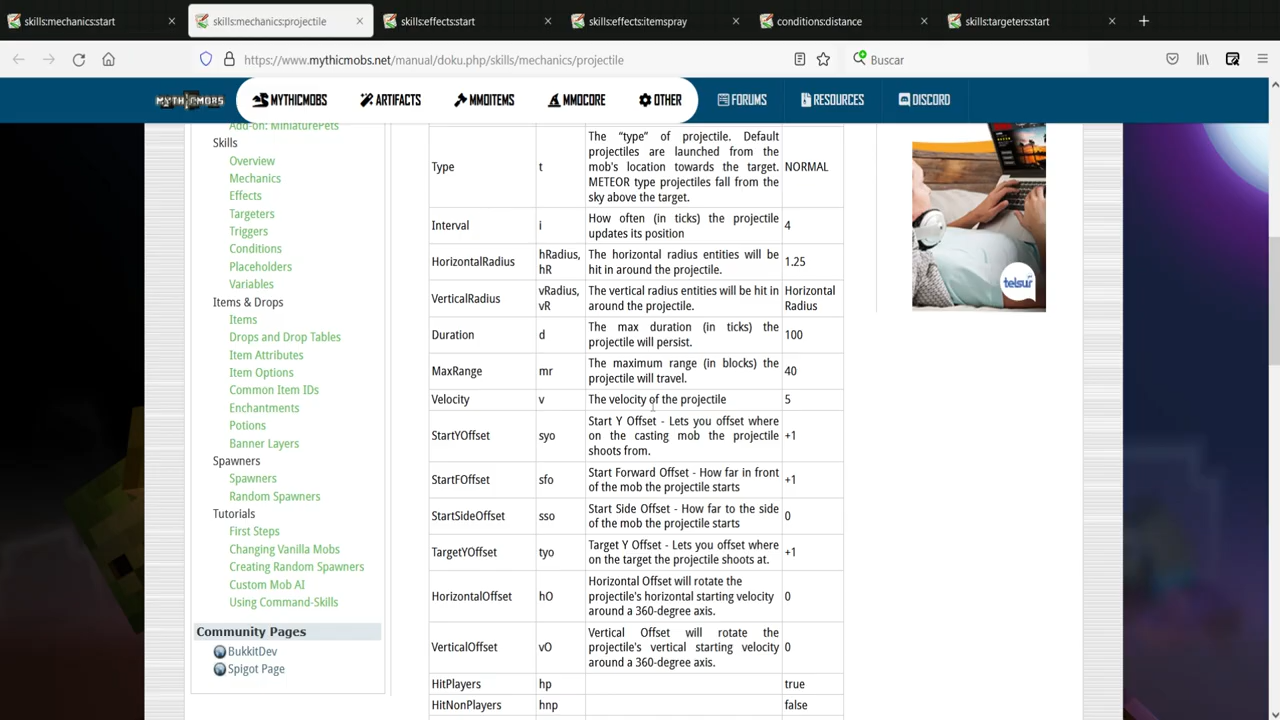 skills:mechanics:start
skills:mechanics:projectile
skills:effects:start
skills:effects:itemspray
conditions:distance
skills:targeters:start
https://www.mythicmobs.net/manual/doku.php/skills/mechanics/projectile
Buscar
MYTHICMOBS
MYTHICMOBS
ARTIFACTS
MMOITEMS
MMOCORE
OTHER
FORUMS
RESOURCES
DISCORD
Add-on: MiniaturePets
Skills
Overview
Mechanics
Effects
Targeters
Triggers
Conditions
Placeholders
Variables
Items & Drops
Items
Drops and Drop Tables
Item Attributes
Item Options
Common Item IDs
Enchantments
Potions
Banner Layers
Spawners
Spawners
Random Spawners
Tutorials
First Steps
Changing Vanilla Mobs
Creating Random Spawners
Custom Mob AI
Using Command-Skills
Community Pages
BukkitDev
Spigot Page
The “type” of projectile. Default
projectiles are launched from the
Type t mob's location towards the target. NORMAL
METEOR type projectiles fall from the
sky above the target.
Interval i How often (in ticks) the projectile
updates its position 4
HorizontalRadius hRadius, hR The horizontal radius entities will be
hit in around the projectile. 1.25
VerticalRadius vRadius, vR The vertical radius entities will be hit in
around the projectile. Horizontal Radius
Duration d The max duration (in ticks) the
projectile will persist. 100
MaxRange mr The maximum range (in blocks) the
projectile will travel. 40
Velocity v The velocity of the projectile 5
StartYOffset syo Start Y Offset - Lets you offset where
on the casting mob the projectile
shoots from. +1
StartFOffset sfo Start Forward Offset - How far in front
of the mob the projectile starts +1
StartSideOffset sso Start Side Offset - How far to the side
of the mob the projectile starts 0
TargetYOffset tyo Target Y Offset - Lets you offset where
on the target the projectile shoots at. +1
HorizontalOffset hO Horizontal Offset will rotate the
projectile's horizontal starting velocity
around a 360-degree axis. 0
VerticalOffset vO Vertical Offset will rotate the
projectile's vertical starting velocity
around a 360-degree axis. 0
HitPlayers hp true
HitNonPlayers hnp false
telsur